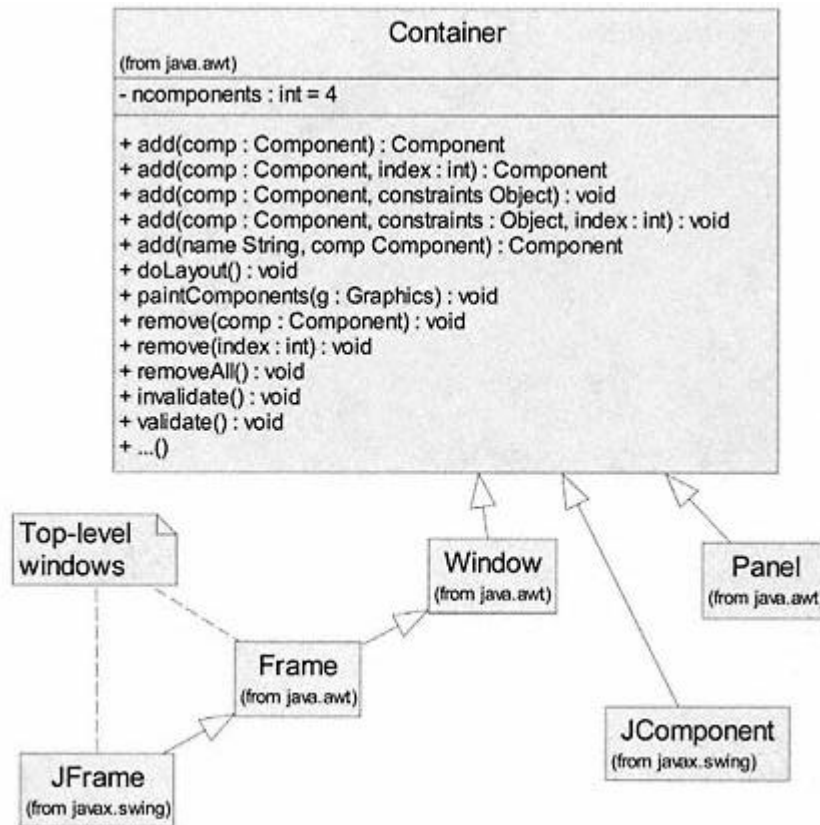 Container
(from java.awt)
- ncomponents : int = 4
+ add(comp : Component) : Component
+ add(comp : Component, index : int) : Component
+ add(comp : Component, constraints Object) : void
+ add(comp : Component, constraints : Object, index : int) : void
+ add(name String, comp Component) : Component
+ doLayout() : void
+ paintComponents(g : Graphics) : void
+ remove(comp : Component) : void
+ remove(index : int) : void
+ removeAll() : void
+ invalidate() : void
+ validate() : void
+ ...()
Top-level
windows
Window
(from java.awt)
Panel
(from java.awt)
Frame
(from java.awt)
JComponent
(from javax.swing)
JFrame
(from javax.swing)